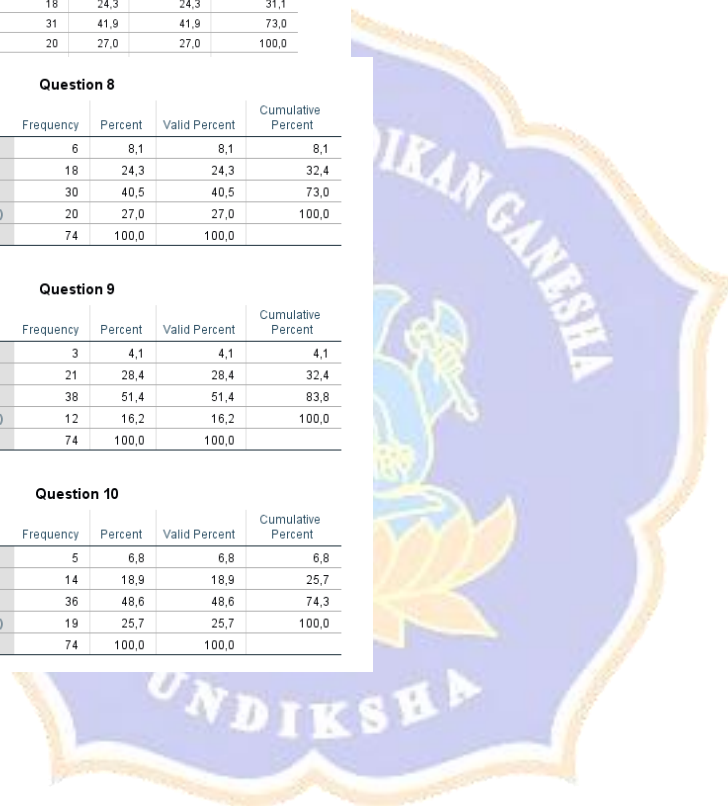 18 24,3 24,3 31,1
31 41,9 41,9 73,0
20 27,0 27,0 100,0
Question 8
Frequency Percent Valid Percent Cumulative Percent
6 8,1 8,1 8,1
18 24,3 24,3 32,4
30 40,5 40,5 73,0
) 20 27,0 27,0 100,0
74 100,0 100,0
Question 9
Frequency Percent Valid Percent Cumulative Percent
3 4,1 4,1 4,1
21 28,4 28,4 32,4
38 51,4 51,4 83,8
) 12 16,2 16,2 100,0
74 100,0 100,0
Question 10
Frequency Percent Valid Percent Cumulative Percent
5 6,8 6,8 6,8
14 18,9 18,9 25,7
36 48,6 48,6 74,3
) 19 25,7 25,7 100,0
74 100,0 100,0
DIKAN GANESHA
UNDIKSHA